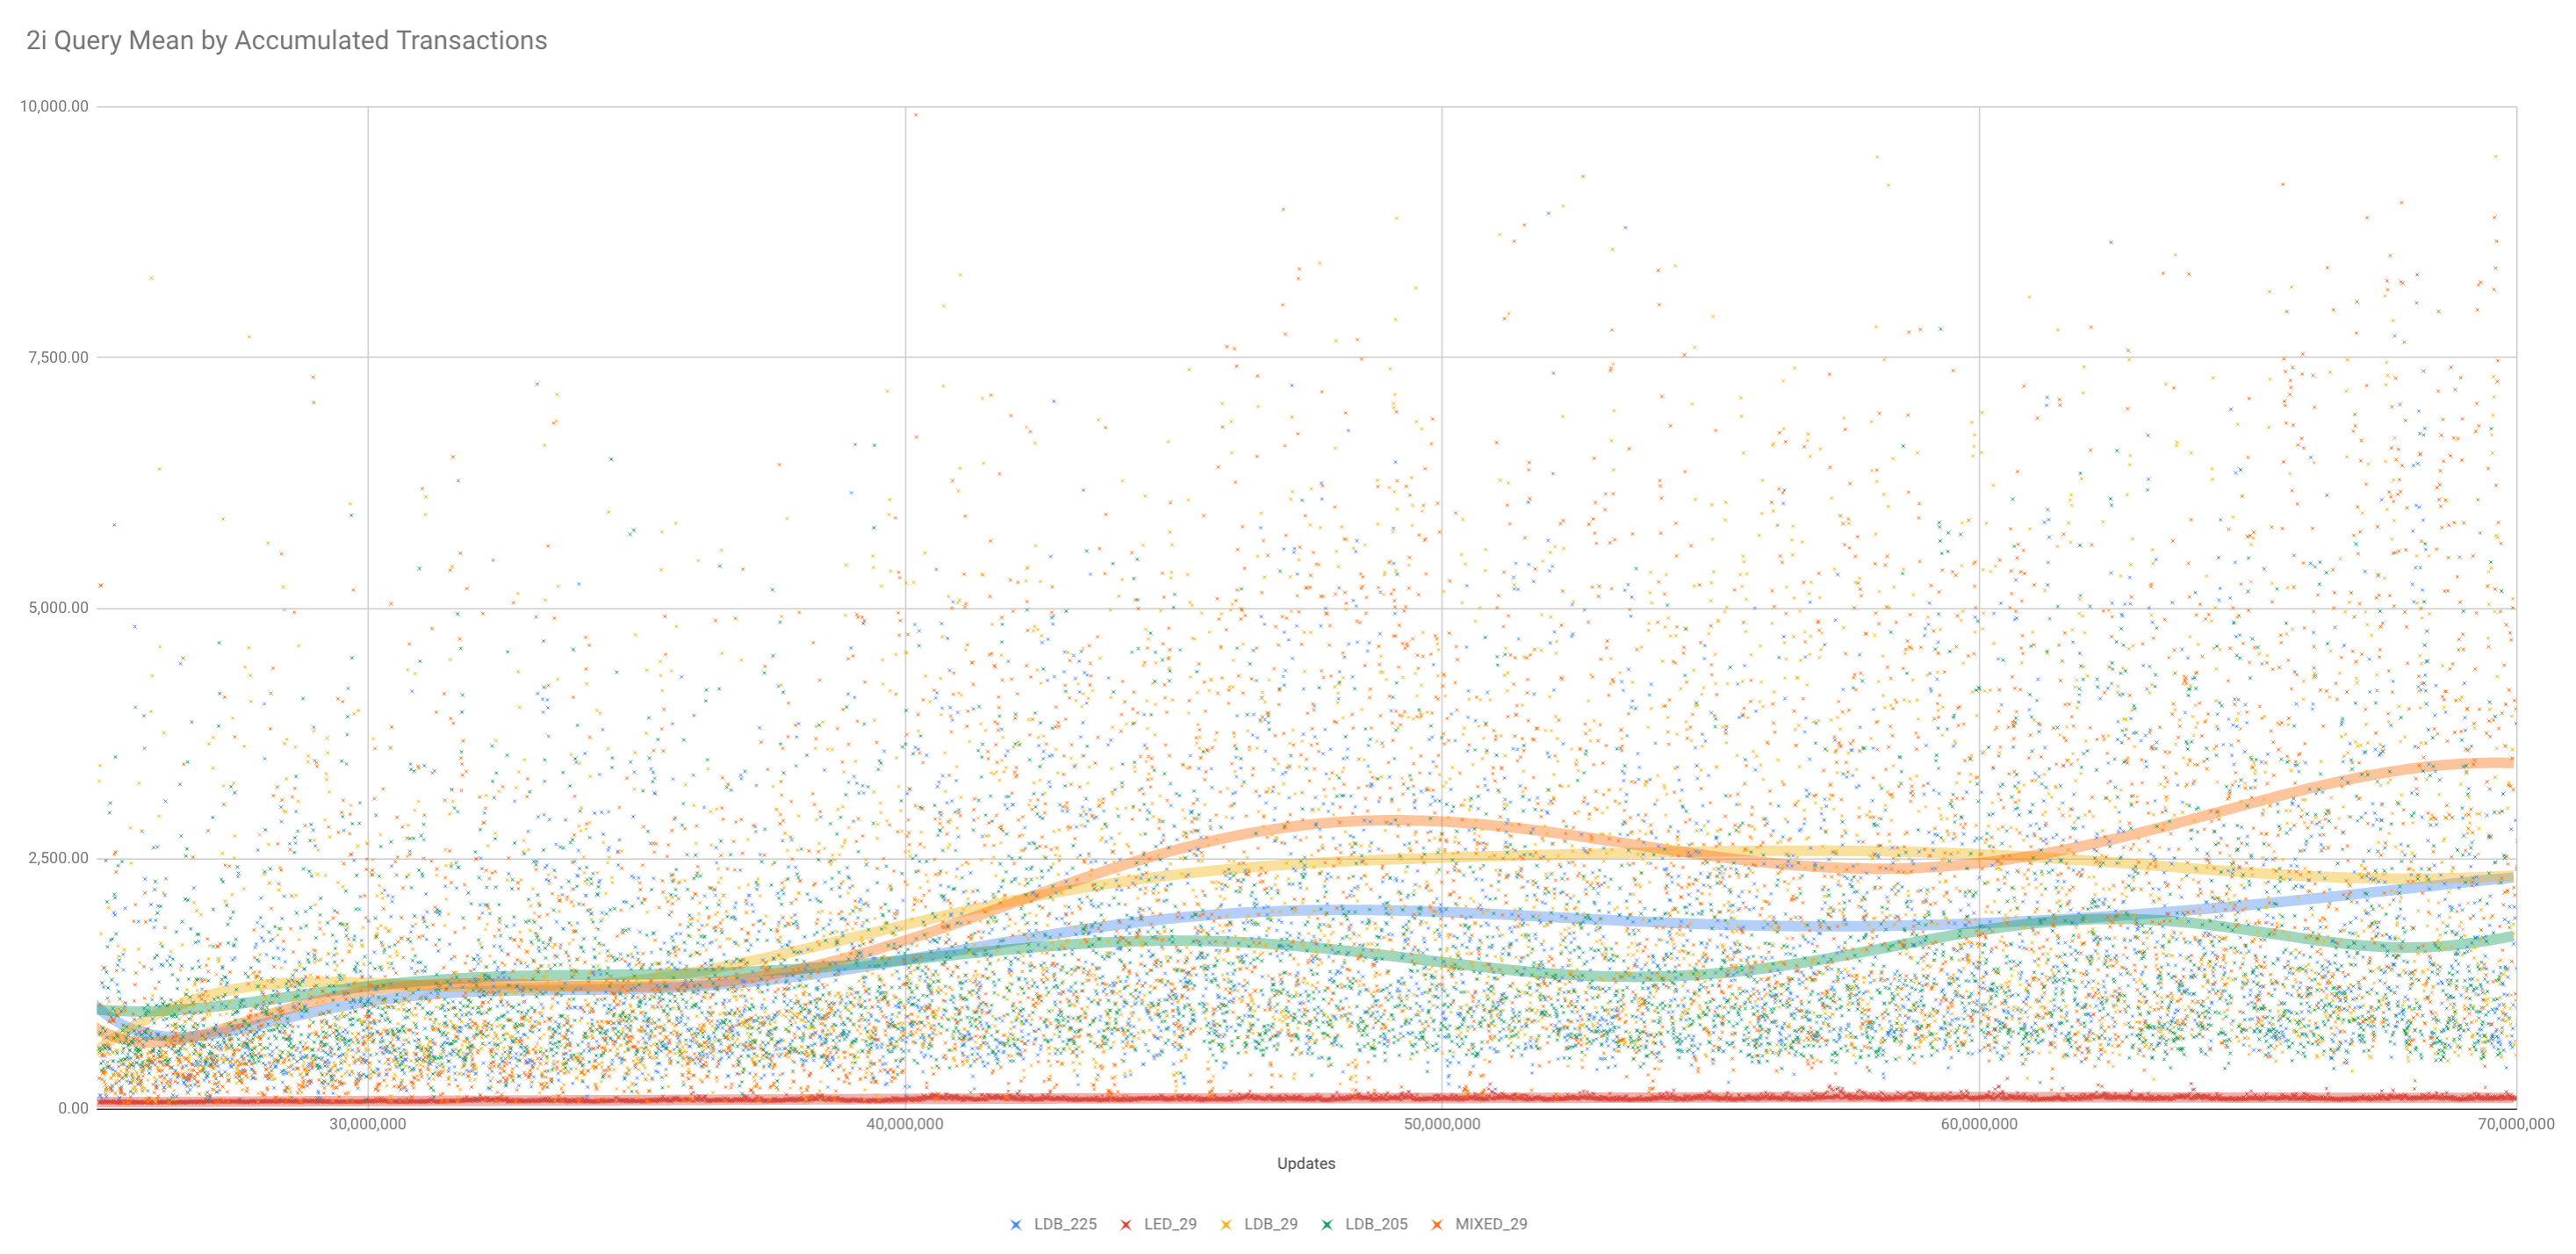 2i Query Mean by Accumulated Transactions
10,000.00
7,500.00
5,000.00
2,500.00
0.00
30,000,000 40,000,000 50,000,000 60,000,000 70,000,000
Updates
LDB_225 LED_29 LDB_29 LDB_205 MIXED_29